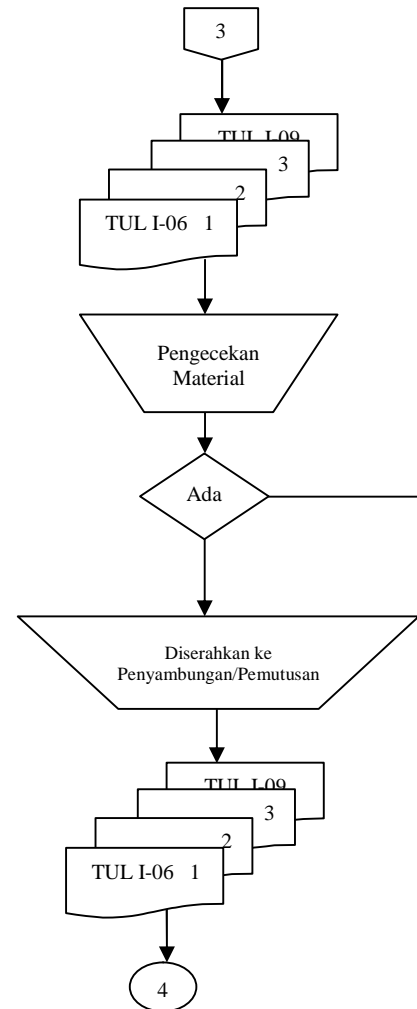 3
TUL I-09
3
2
TUL I-06 1
Pengecekan
Material
Ada
Diserahkan ke
Penyambungan/Pemutusan
TUL I-09
3
2
TUL I-06 1
4